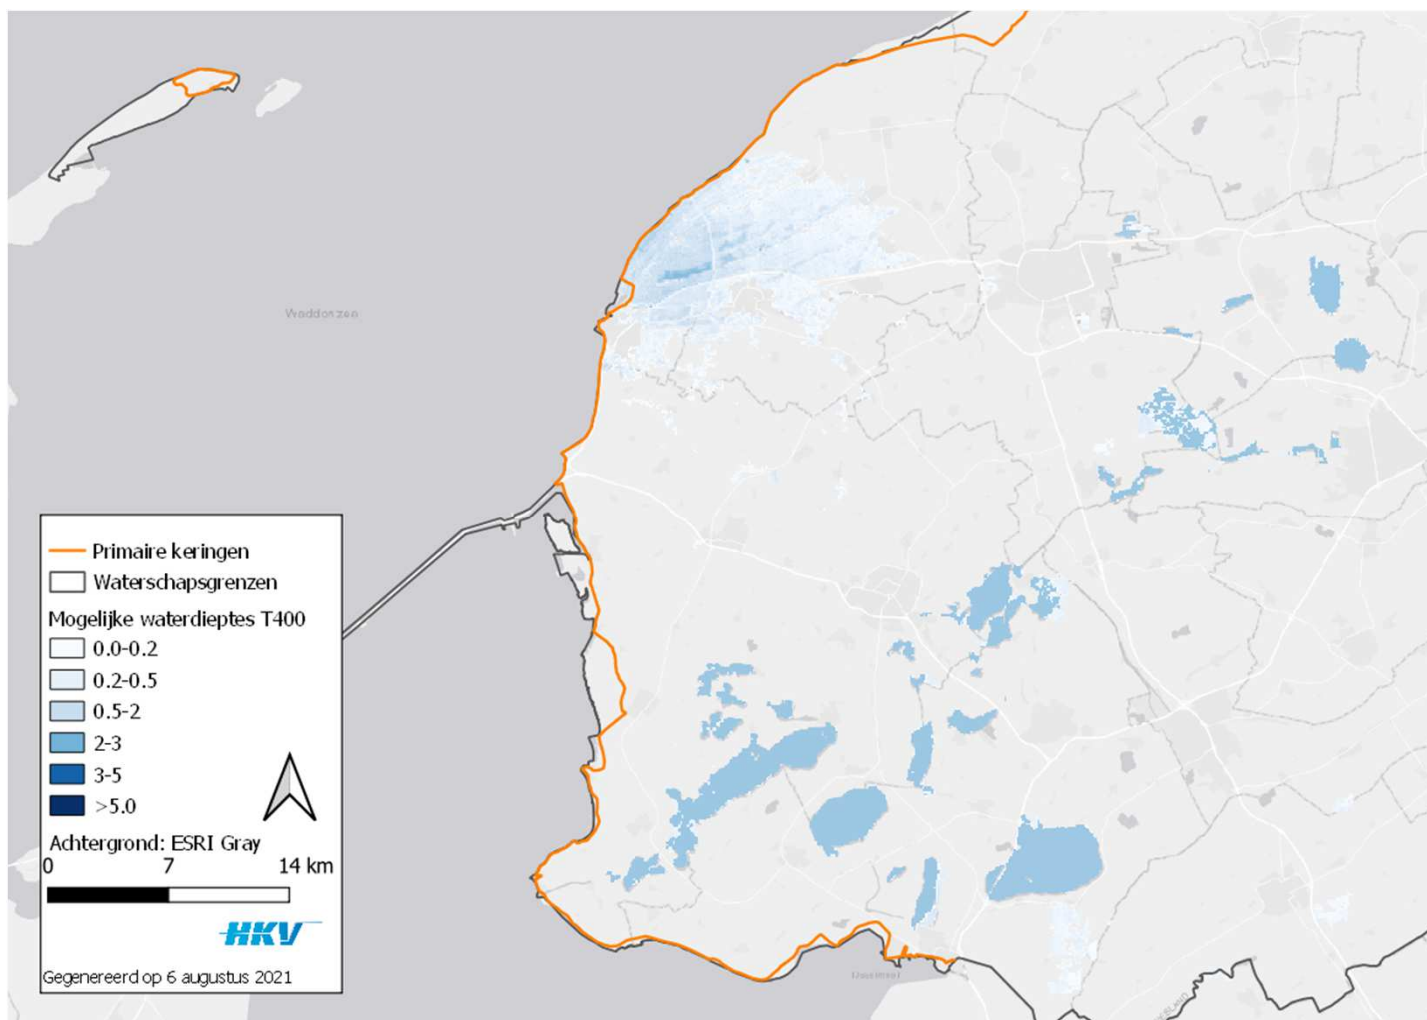 Waddenzee
Primaire keringen
Waterschapsgrenzen
Mogelijke waterdieptes T400
0.0-0.2
0.2-0.5
0.5-2
2-3
3-5
>5.0
Achtergrond: ESRI Gray
0 7 14 km
HKV
Gegenereerd op 6 augustus 2021